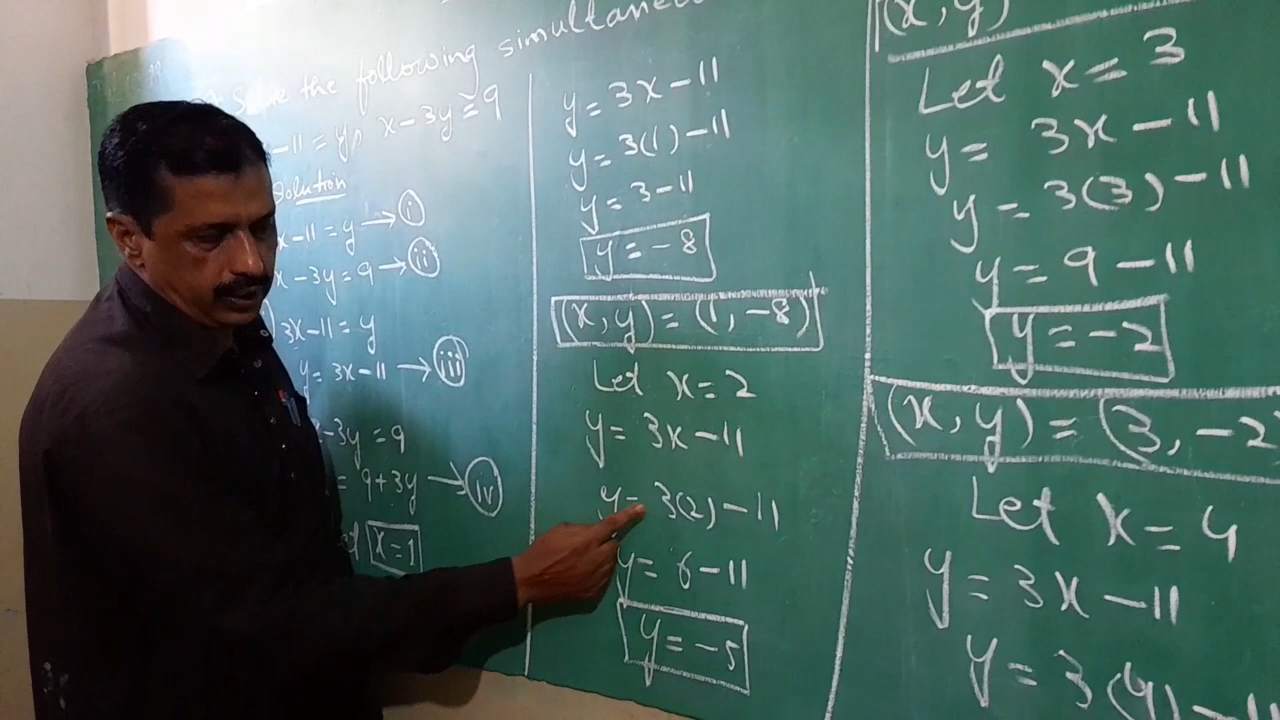 Solve the following simultane
-11 = y, x - 3y = 9
Solution
x - 11 = y → (i)
x - 3y = 9 → (ii)
3x - 11 = y
y = 3x - 11 → (iii)
- 3y = 9
= 9 + 3y → (iv)
x = 1
y = 3x - 11
y = 3(1) - 11
y = 3 - 11
y = -8
(x, y) = (1, -8)
Let x = 2
y = 3x - 11
y = 3(2) - 11
y = 6 - 11
y = -5
(x, y)
Let x = 3
y = 3x - 11
y = 3(3) - 11
y = 9 - 11
y = -2
(x, y) = (3, -2
Let x = 4
y = 3x - 11
y = 3(4) - 11